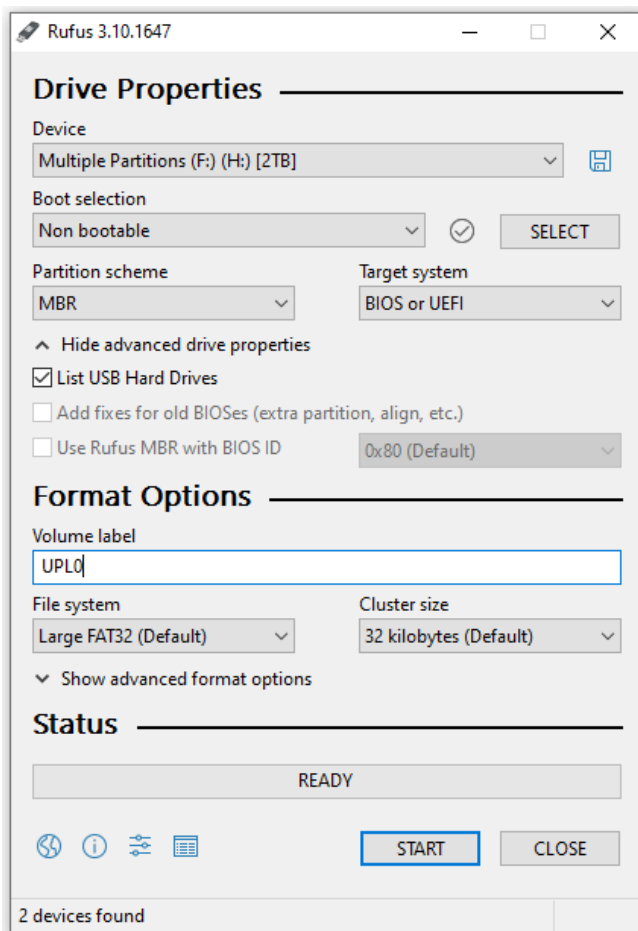 Rufus 3.10.1647
Drive Properties
Device
Multiple Partitions (F:) (H:) [2TB]
Boot selection
Non bootable
SELECT
Partition scheme
Target system
MBR
BIOS or UEFI
Hide advanced drive properties
List USB Hard Drives
Add fixes for old BIOSes (extra partition, align, etc.)
Use Rufus MBR with BIOS ID
0x80 (Default)
Format Options
Volume label
UPL0
File system
Cluster size
Large FAT32 (Default)
32 kilobytes (Default)
Show advanced format options
Status
READY
START
CLOSE
2 devices found